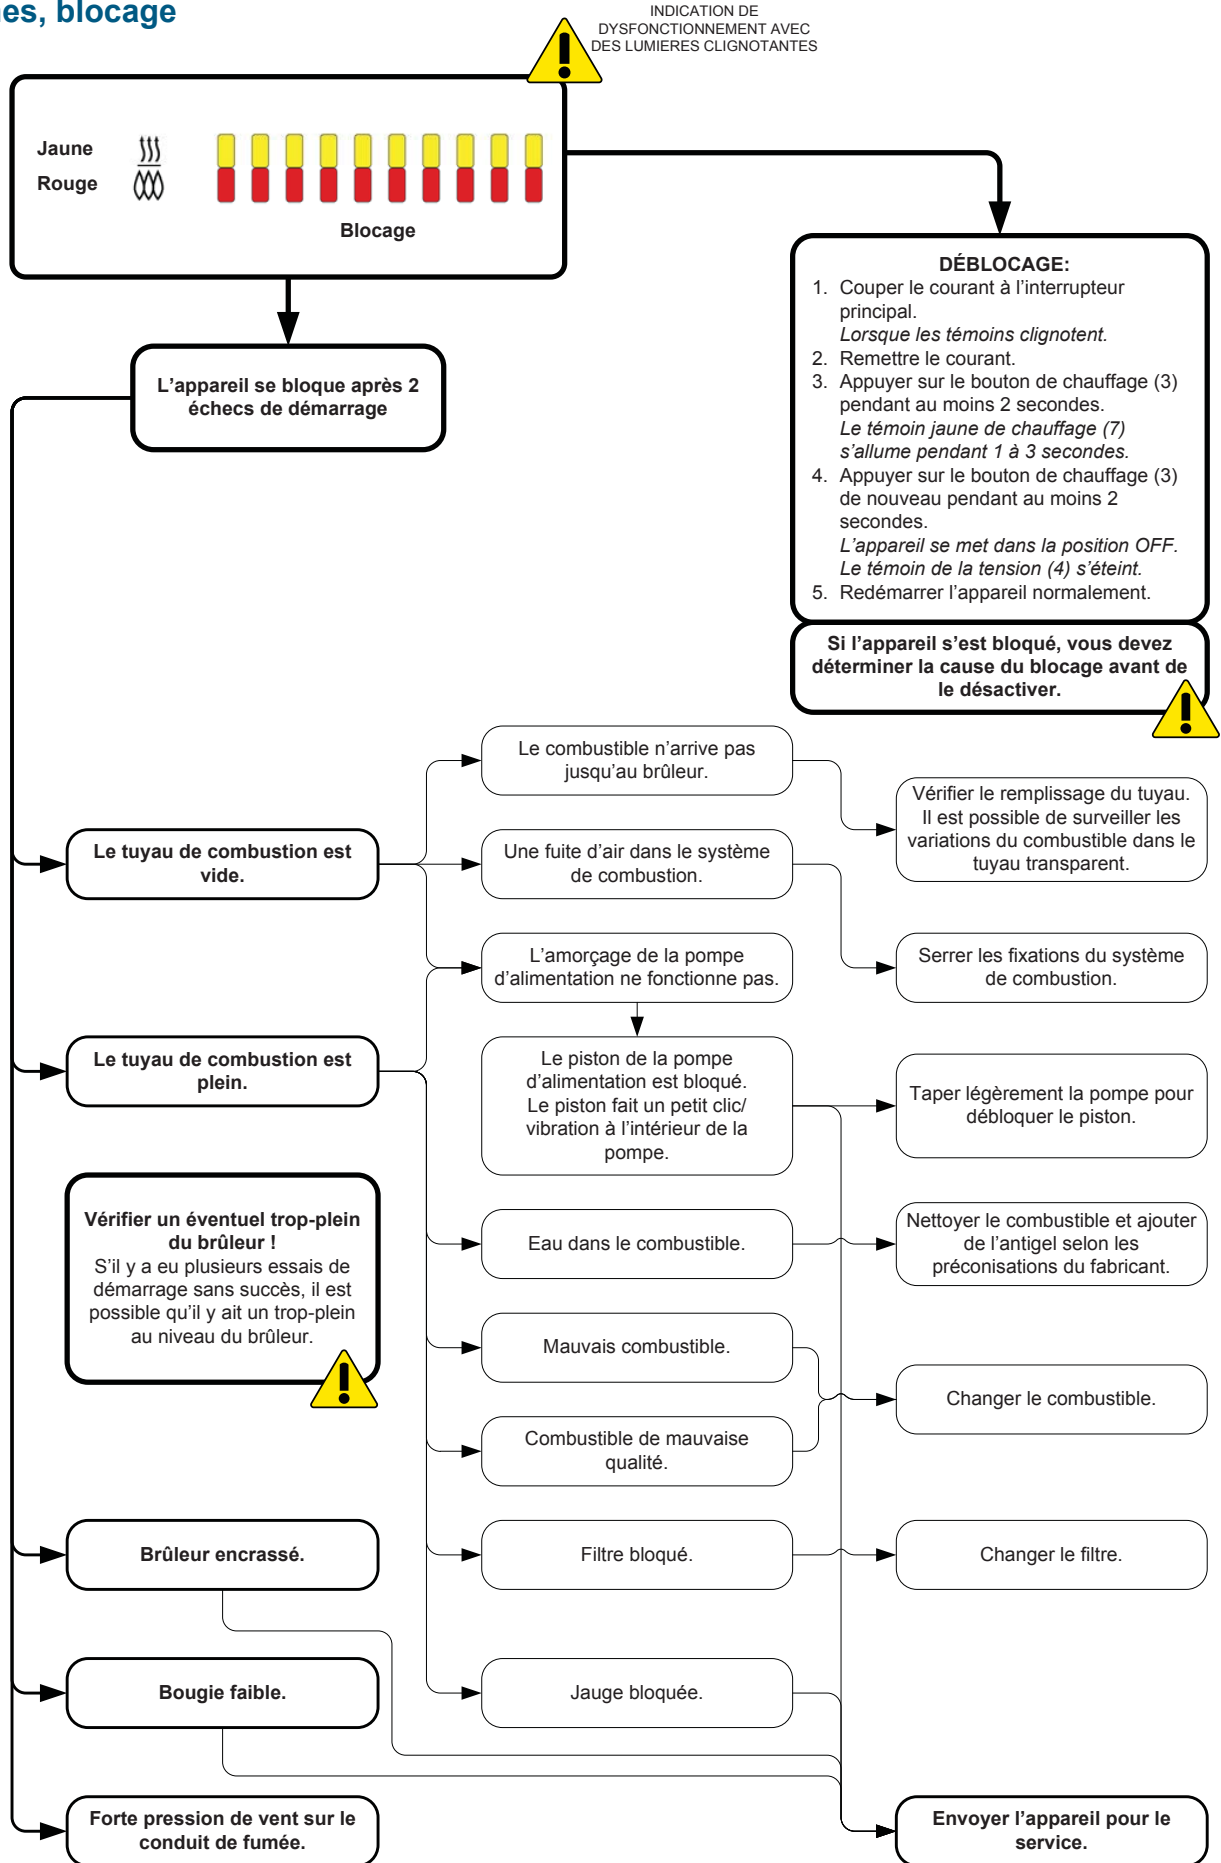 es, blocage
INDICATION DE
DYSFONCTIONNEMENT AVEC
DES LUMIERES CLIGNOTANTES
Jaune
Rouge
Blocage
DÉBLOCAGE:
1. Couper le courant à l’interrupteur
principal.
Lorsque les témoins clignotent.
2. Remettre le courant.
3. Appuyer sur le bouton de chauffage (3)
pendant au moins 2 secondes.
Le témoin jaune de chauffage (7)
s’allume pendant 1 à 3 secondes.
4. Appuyer sur le bouton de chauffage (3)
de nouveau pendant au moins 2
secondes.
L’appareil se met dans la position OFF.
Le témoin de la tension (4) s’éteint.
5. Redémarrer l’appareil normalement.
Si l’appareil s’est bloqué, vous devez
déterminer la cause du blocage avant de
le désactiver.
L’appareil se bloque après 2
échecs de démarrage
Le combustible n’arrive pas
jusqu’au brûleur.
Vérifier le remplissage du tuyau.
Il est possible de surveiller les
variations du combustible dans le
tuyau transparent.
Le tuyau de combustion est
vide.
Une fuite d’air dans le système
de combustion.
L’amorçage de la pompe
d’alimentation ne fonctionne pas.
Serrer les fixations du système
de combustion.
Le tuyau de combustion est
plein.
Le piston de la pompe
d’alimentation est bloqué.
Le piston fait un petit clic/
vibration à l’intérieur de la
pompe.
Taper légèrement la pompe pour
débloquer le piston.
Vérifier un éventuel trop-plein
du brûleur !
S’il y a eu plusieurs essais de
démarrage sans succès, il est
possible qu’il y ait un trop-plein
au niveau du brûleur.
Eau dans le combustible.
Nettoyer le combustible et ajouter
de l’antigel selon les
préconisations du fabricant.
Mauvais combustible.
Changer le combustible.
Combustible de mauvaise
qualité.
Brûleur encrassé.
Filtre bloqué.
Changer le filtre.
Bougie faible.
Jauge bloquée.
Forte pression de vent sur le
conduit de fumée.
Envoyer l’appareil pour le
service.